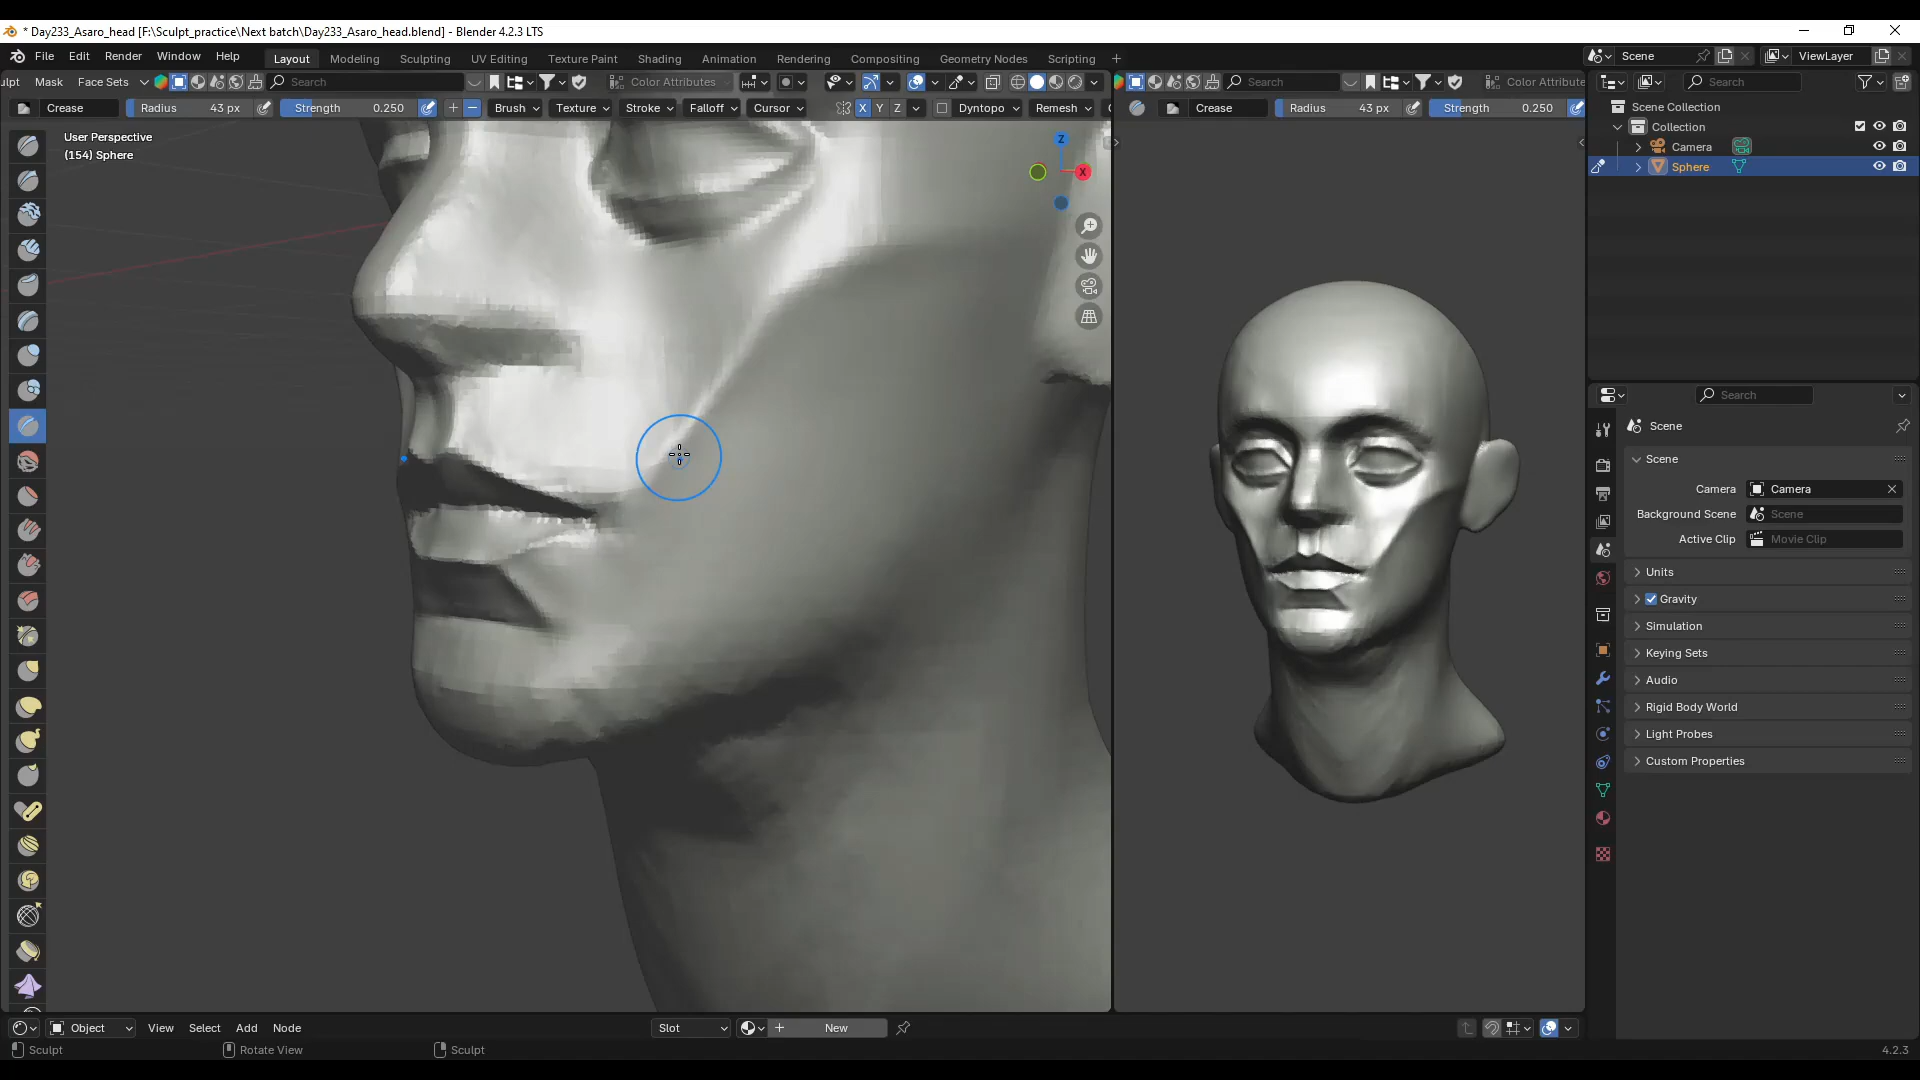 * Day233_Asaro_head [F:\Sculpt_practice\Next batch\Day233_Asaro_head.blend] - Blender 4.2.3 LTS
File Edit Render Window Help Layout Modeling Sculpting UV Editing Texture Paint Shading Animation Rendering Compositing Geometry Nodes Scripting + Scene ViewLayer
ulpt Mask Face Sets Search Color Attributes Search Color Attribute Search
Crease Radius 43 px Strength 0.250 + − Brush Texture Stroke Falloff Cursor X Y Z Dyntopo Remesh Crease Radius 43 px Strength 0.250
User Perspective
(154) Sphere
Z
X
Scene Collection
Collection
Camera
Sphere
Search
Scene
Scene
Camera Camera
Background Scene Scene
Active Clip Movie Clip
Units
Gravity
Simulation
Keying Sets
Audio
Rigid Body World
Light Probes
Custom Properties
Object View Select Add Node Slot + New
Sculpt Rotate View Sculpt 4.2.3